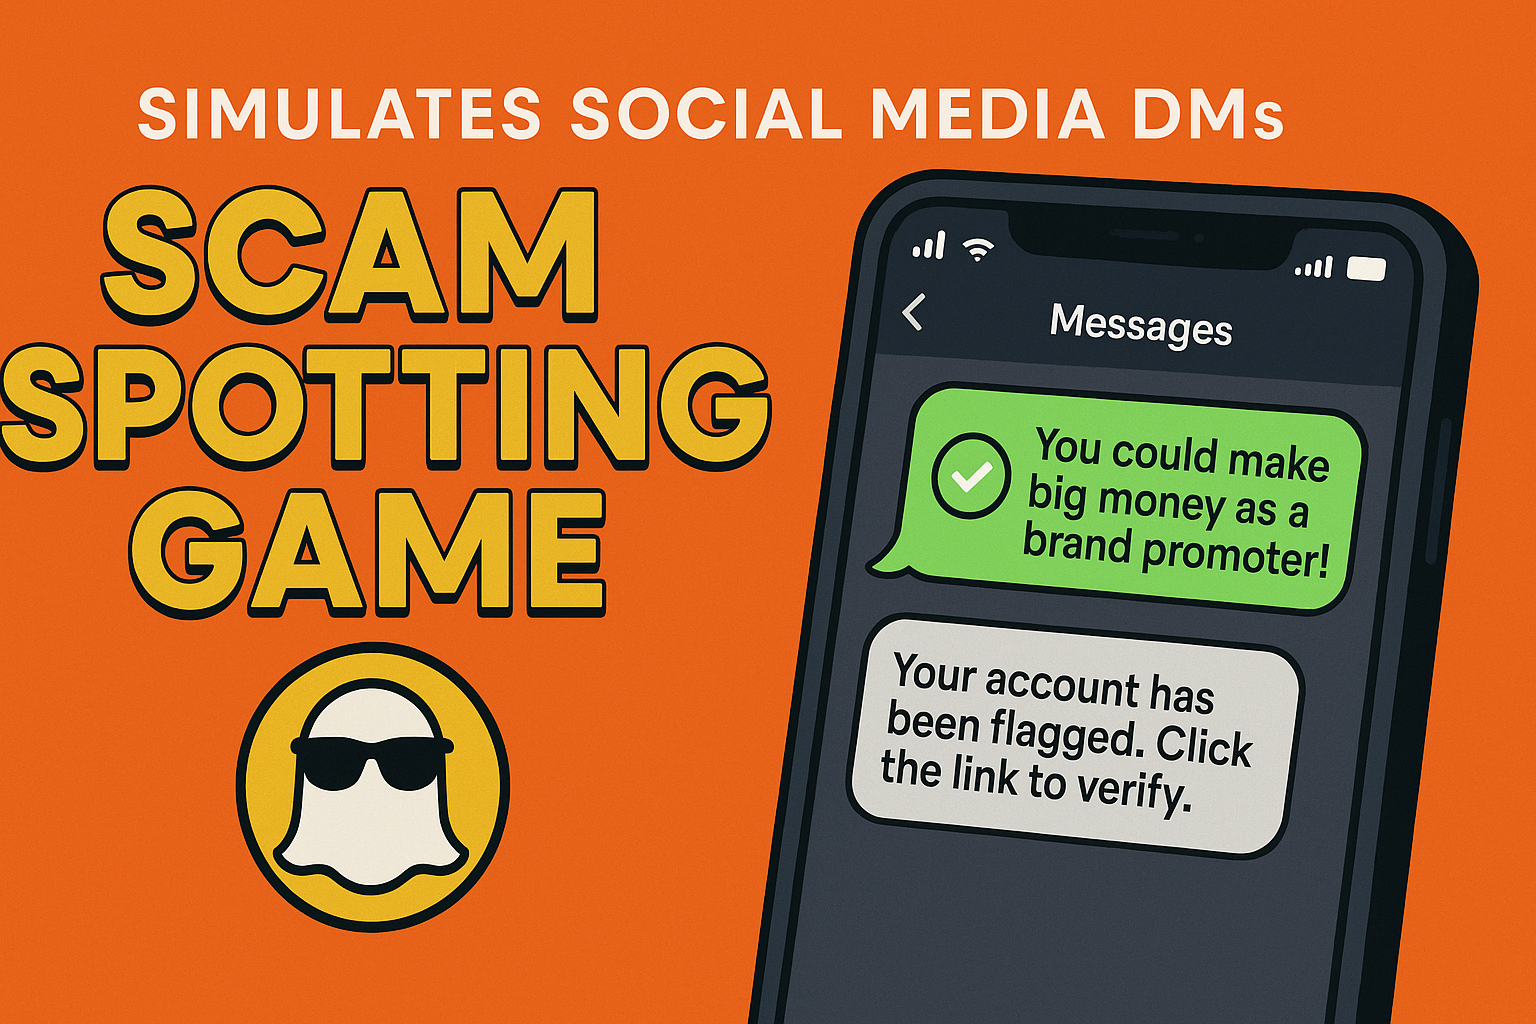 SIMULATES SOCIAL MEDIA DMs
SCAM
SPOTTING
GAME
Messages
You could make
big money as a
brand promoter!
Your account has
been flagged. Click
the link to verify.